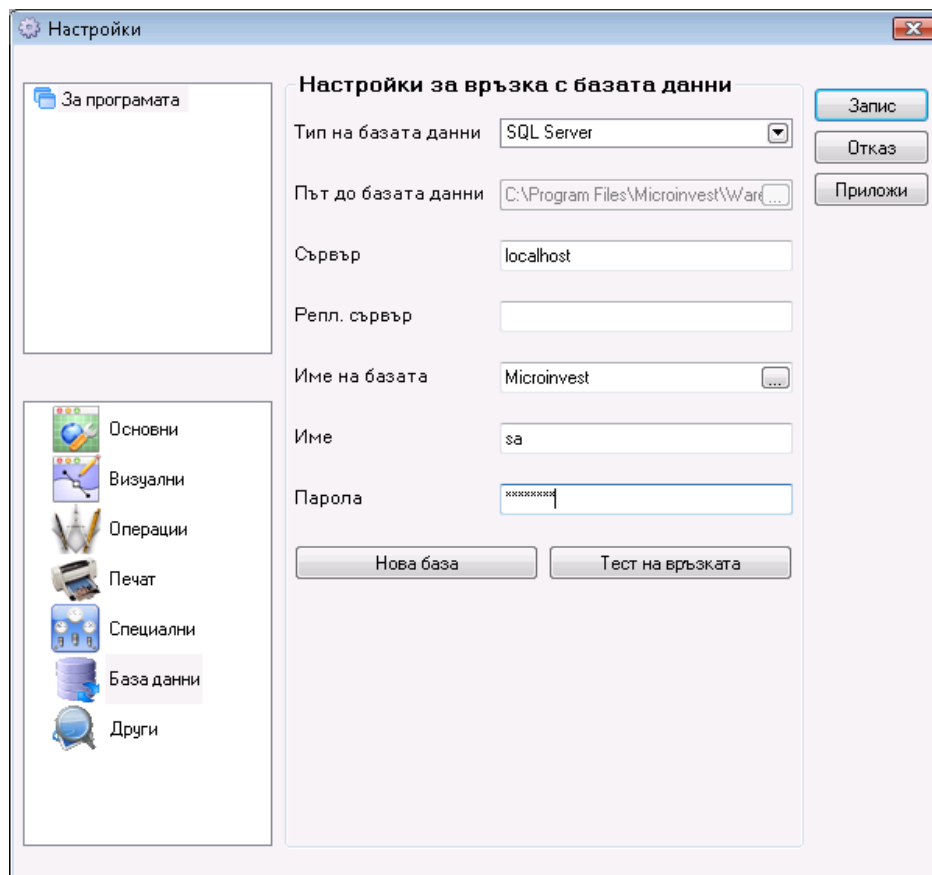 Настройки
За програмата
Настройки за връзка с базата данни
Тип на базата данни SQL Server
Път до базата данни C:\Program Files\Microinvest\Ware ...
Сървър localhost
Репл. сървър
Име на базата Microinvest ...
Име sa
Парола ********
Нова база Тест на връзката
Запис
Отказ
Приложи
Основни
Визуални
Операции
Печат
Специални
База данни
Други